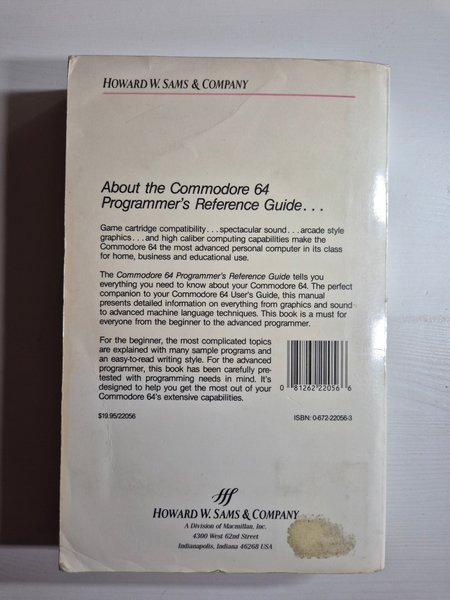 HOWARD W. SAMS & COMPANY
About the Commodore 64
Programmer's Reference Guide...
Game cartridge compatibility...spectacular sound...arcade style
graphics...and high caliber computing capabilities make the
Commodore 64 the most advanced personal computer in its class
for home, business and educational use.
The Commodore 64 Programmer's Reference Guide tells you
everything you need to know about your Commodore 64. The perfect
companion to your Commodore 64 User's Guide, this manual
presents detailed information on everything from graphics and sound
to advanced machine language techniques. This book is a must for
everyone from the beginner to the advanced programmer.
For the beginner, the most complicated topics
are explained with many sample programs and
an easy-to-read writing style. For the advanced
programmer, this book has been carefully pre-
tested with programming needs in mind. It's
designed to help you get the most out of your
Commodore 64's extensive capabilities.
0 81262 22056 6
$19.95/22056
ISBN: 0-672-22056-3
HOWARD W. SAMS & COMPANY
A Division of Macmillan, Inc.
4300 West 62nd Street
Indianapolis, Indiana 46268 USA